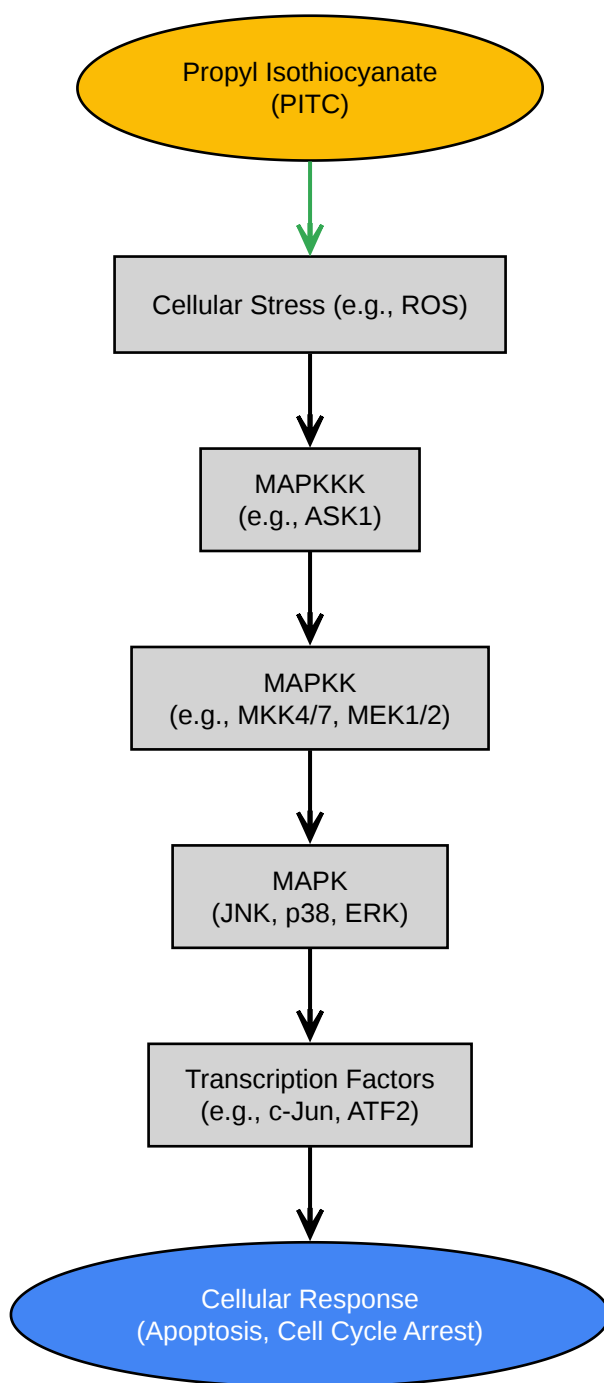 Propyl Isothiocyanate
(PITC)
Cellular Stress (e.g., ROS)
MAPKKK
(e.g., ASK1)
MAPKK
(e.g., MKK4/7, MEK1/2)
MAPK
(JNK, p38, ERK)
Transcription Factors
(e.g., c-Jun, ATF2)
Cellular Response
(Apoptosis, Cell Cycle Arrest)